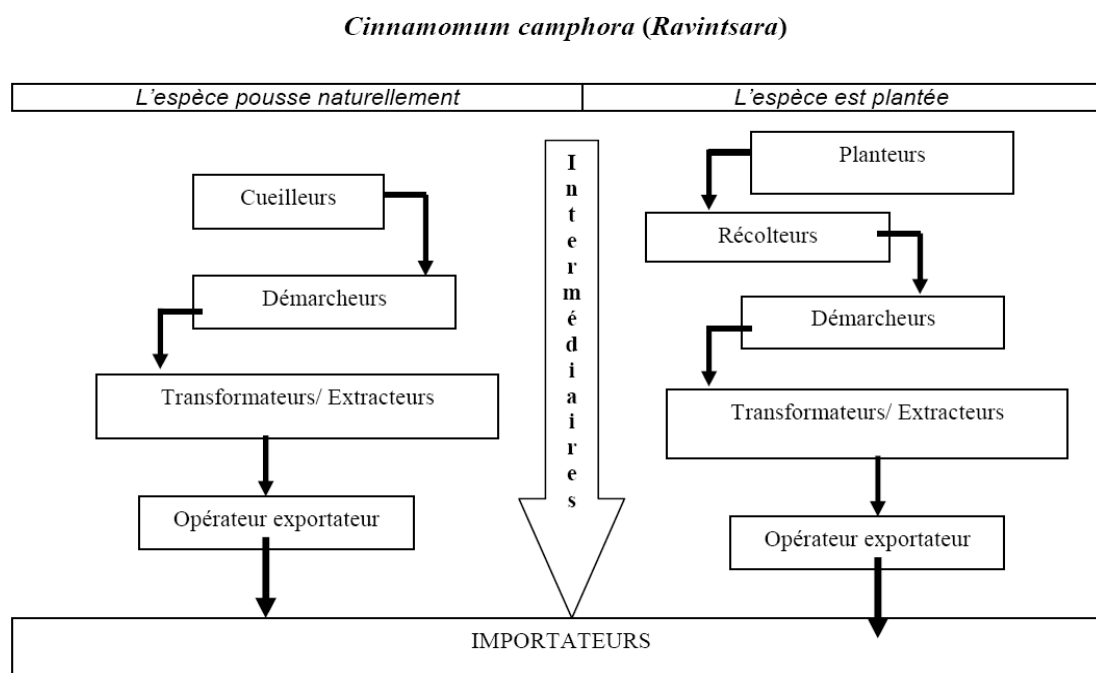 Cinnamomum camphora (Ravintsara)
L'espèce pousse naturellement
L'espèce est plantée
Cueilleurs
Démarcheurs
Transformateurs/ Extracteurs
Opérateur exportateur
Intermédiaires
Planteurs
Récolteurs
Démarcheurs
Transformateurs/ Extracteurs
Opérateur exportateur
IMPORTATEURS